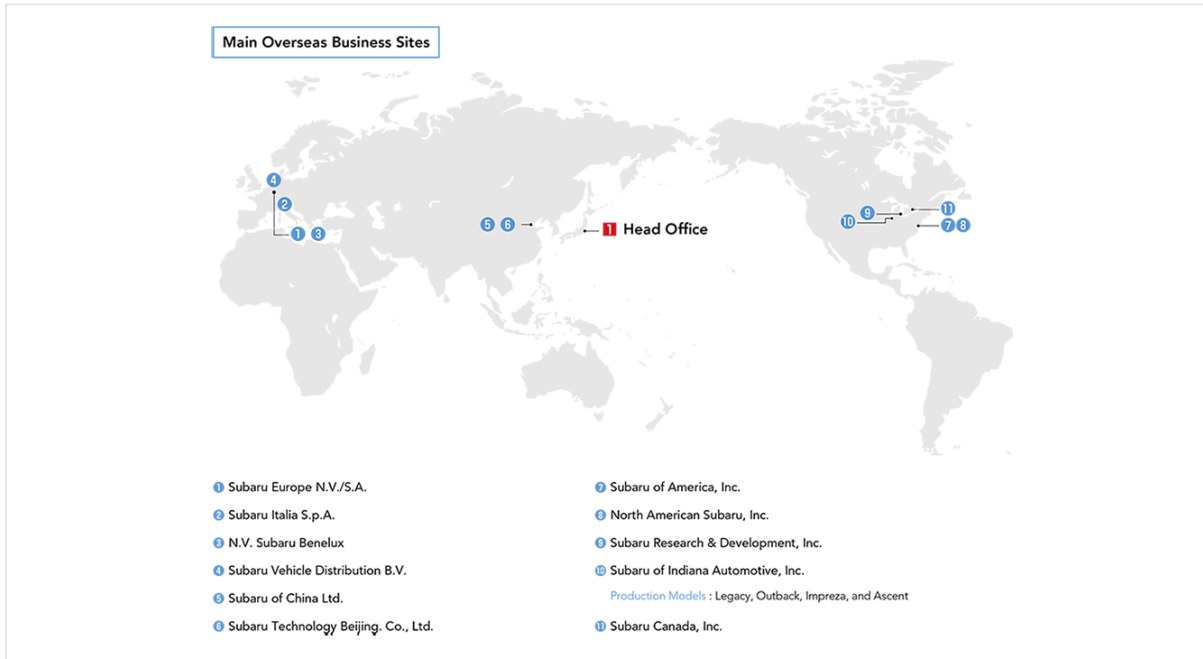 Main Overseas Business Sites
4
2
1 3
5 6
1 Head Office
9
10
11
7 8
1 Subaru Europe N.V./S.A.
2 Subaru Italia S.p.A.
3 N.V. Subaru Benelux
4 Subaru Vehicle Distribution B.V.
5 Subaru of China Ltd.
6 Subaru Technology Beijing. Co., Ltd.
7 Subaru of America, Inc.
8 North American Subaru, Inc.
9 Subaru Research & Development, Inc.
10 Subaru of Indiana Automotive, Inc.
Production Models : Legacy, Outback, Impreza, and Ascent
11 Subaru Canada, Inc.